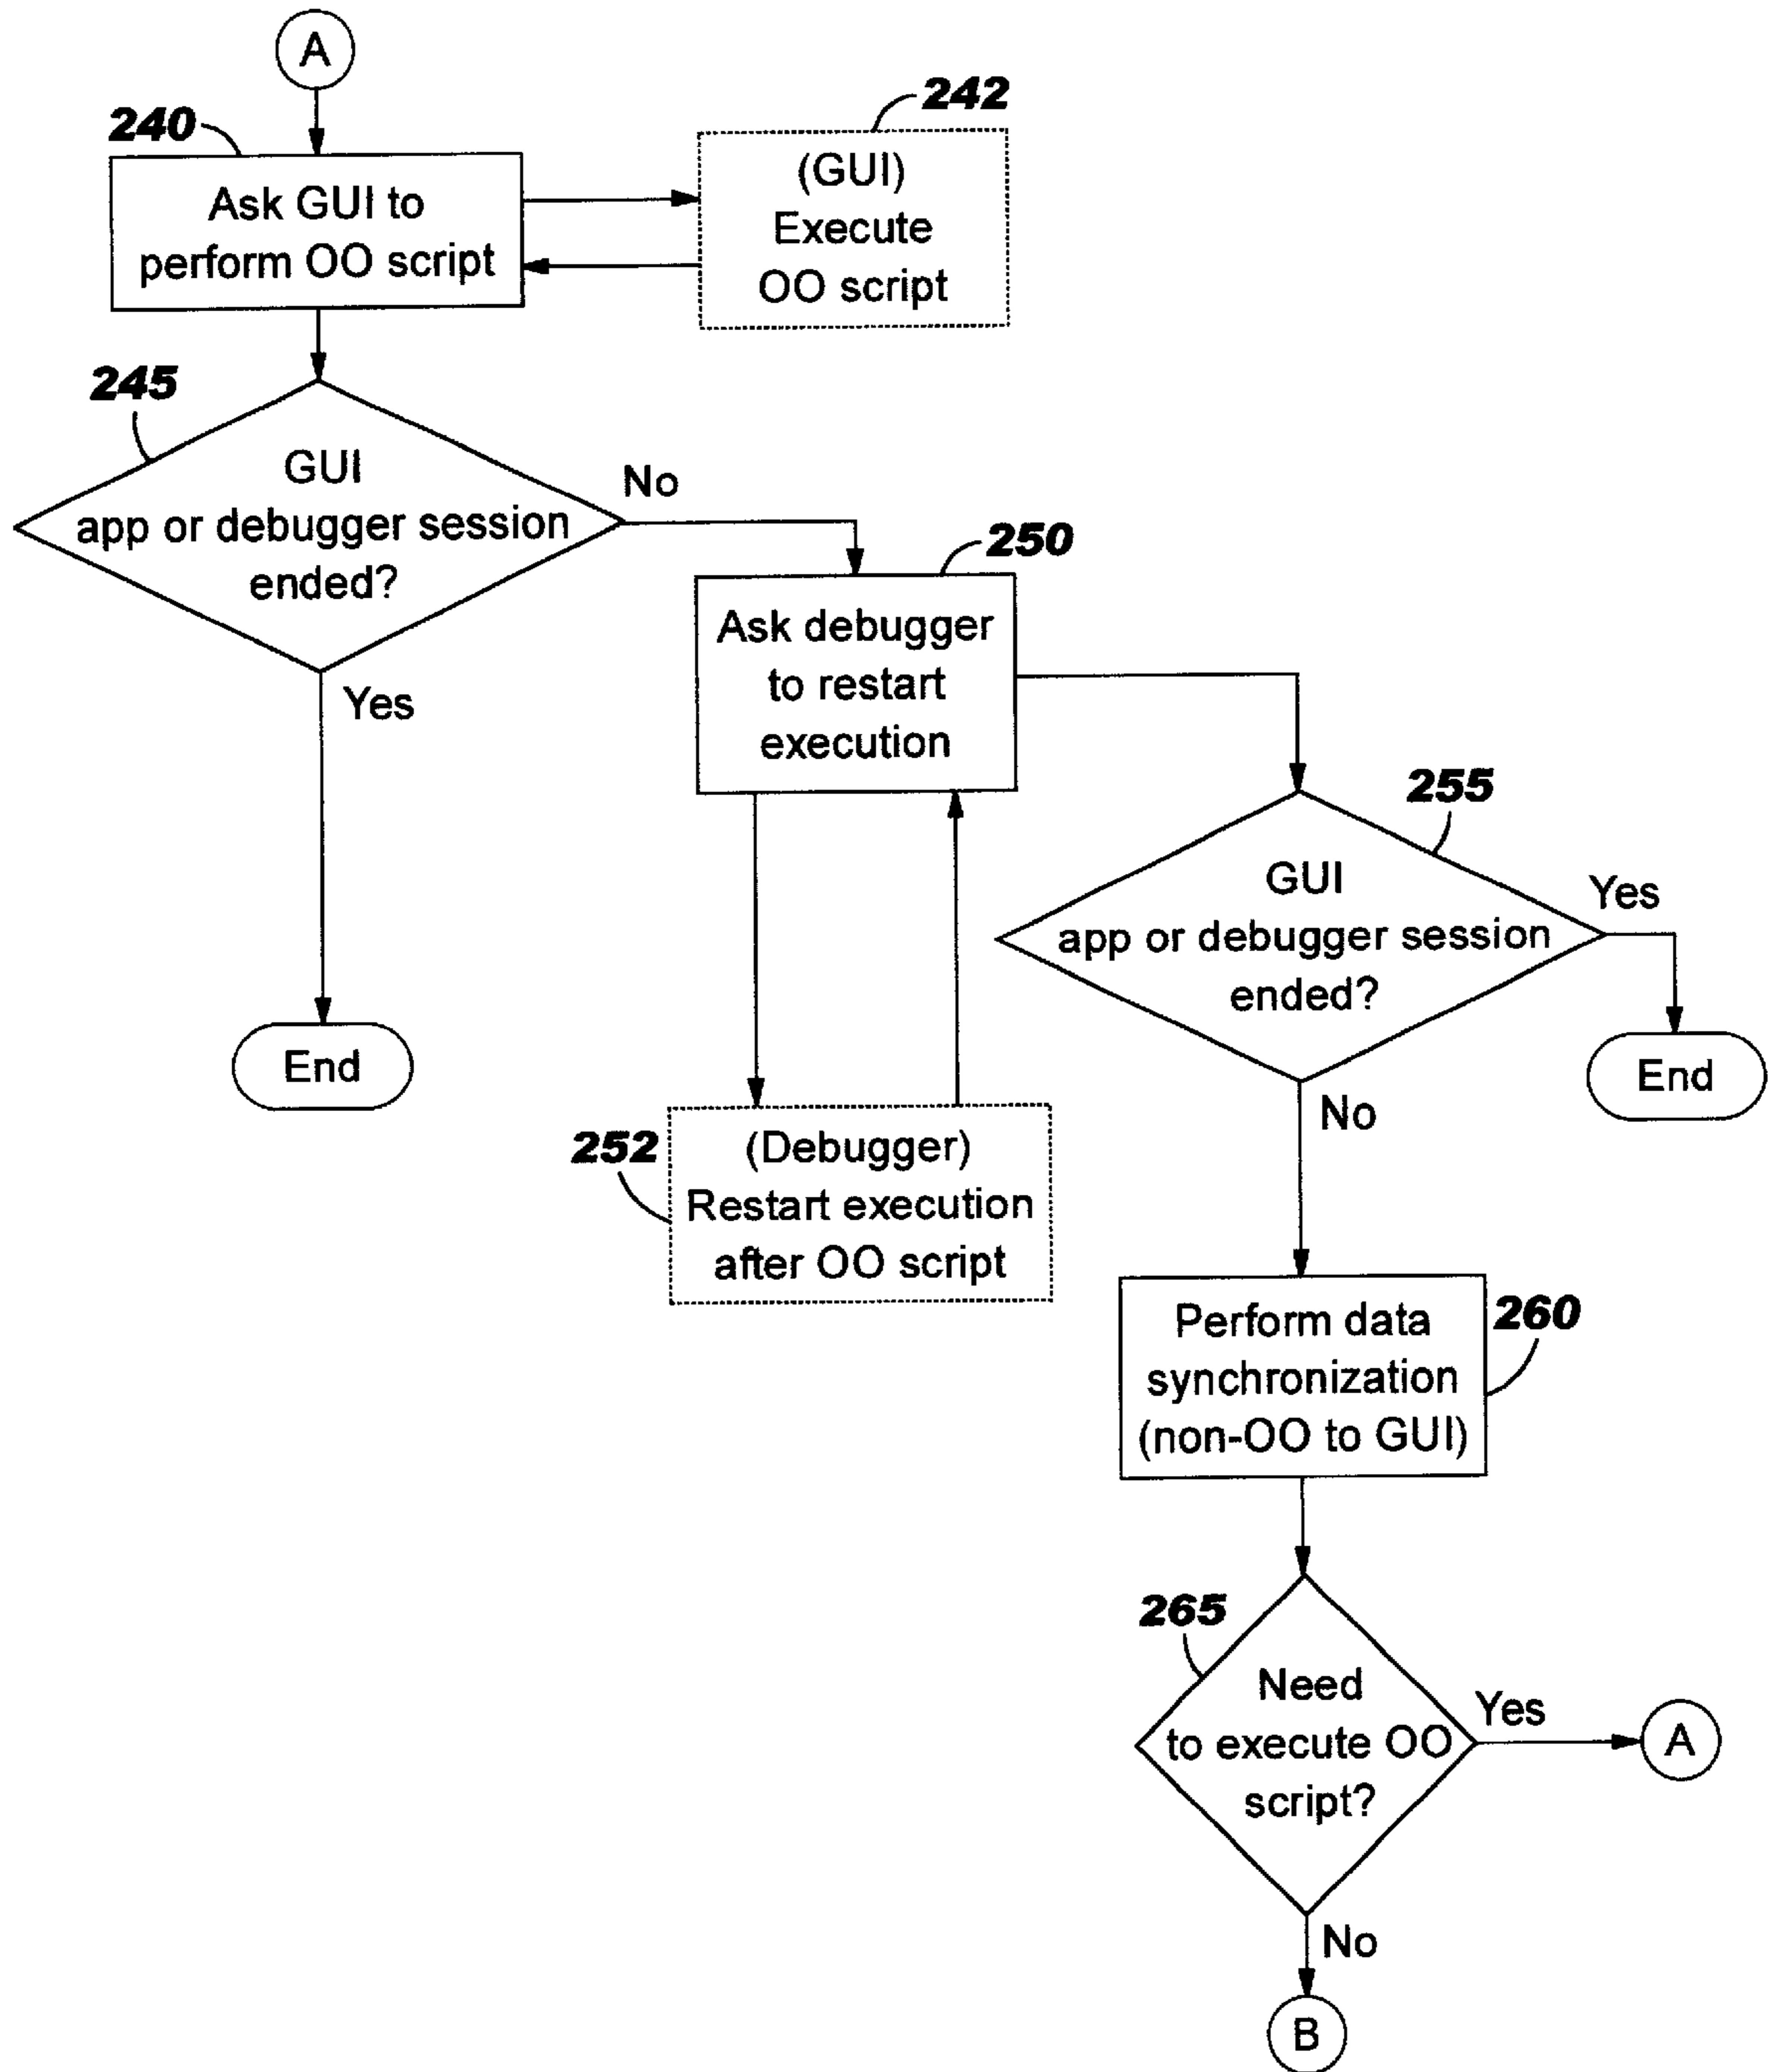 A
240
242
Ask GUI to
perform OO script
(GUI)
Execute
OO script
245
GUI
app or debugger session
ended?
No
Yes
250
Ask debugger
to restart
execution
255
GUI
app or debugger session
ended?
Yes
No
End
End
252
(Debugger)
Restart execution
after OO script
260
Perform data
synchronization
(non-OO to GUI)
265
Need
to execute OO
script?
Yes
A
No
B